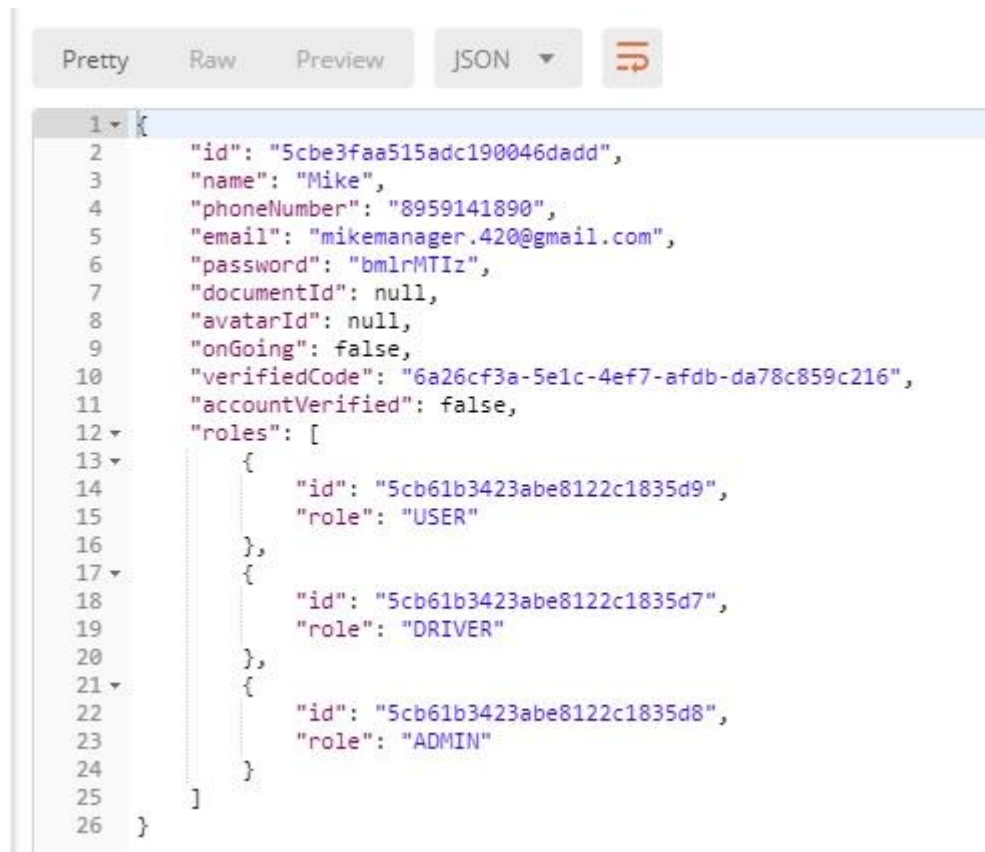 Pretty Raw Preview JSON
1 {
2 "id": "5cbe3faa515adc190046dadd",
3 "name": "Mike",
4 "phoneNumber": "8959141890",
5 "email": "mikemanager.420@gmail.com",
6 "password": "bmlrMTIz",
7 "documentId": null,
8 "avatarId": null,
9 "onGoing": false,
10 "verifiedCode": "6a26cf3a-5e1c-4ef7-afdb-da78c859c216",
11 "accountVerified": false,
12 "roles": [
13 {
14 "id": "5cb61b3423abe8122c1835d9",
15 "role": "USER"
16 },
17 {
18 "id": "5cb61b3423abe8122c1835d7",
19 "role": "DRIVER"
20 },
21 {
22 "id": "5cb61b3423abe8122c1835d8",
23 "role": "ADMIN"
24 }
25 ]
26 }